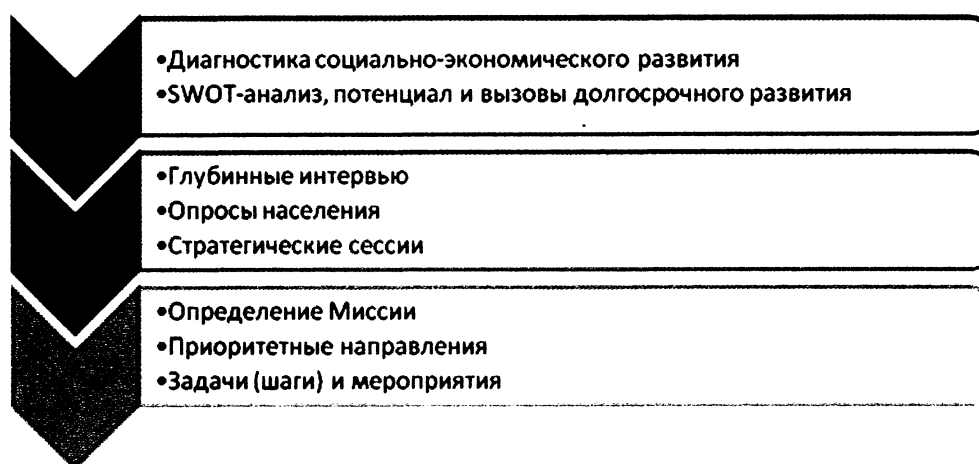 •Диагностика социально-экономического развития
•SWOT-анализ, потенциал и вызовы долгосрочного развития
•Глубинные интервью
•Опросы населения
•Стратегические сессии
•Определение Миссии
•Приоритетные направления
•Задачи (шаги) и мероприятия